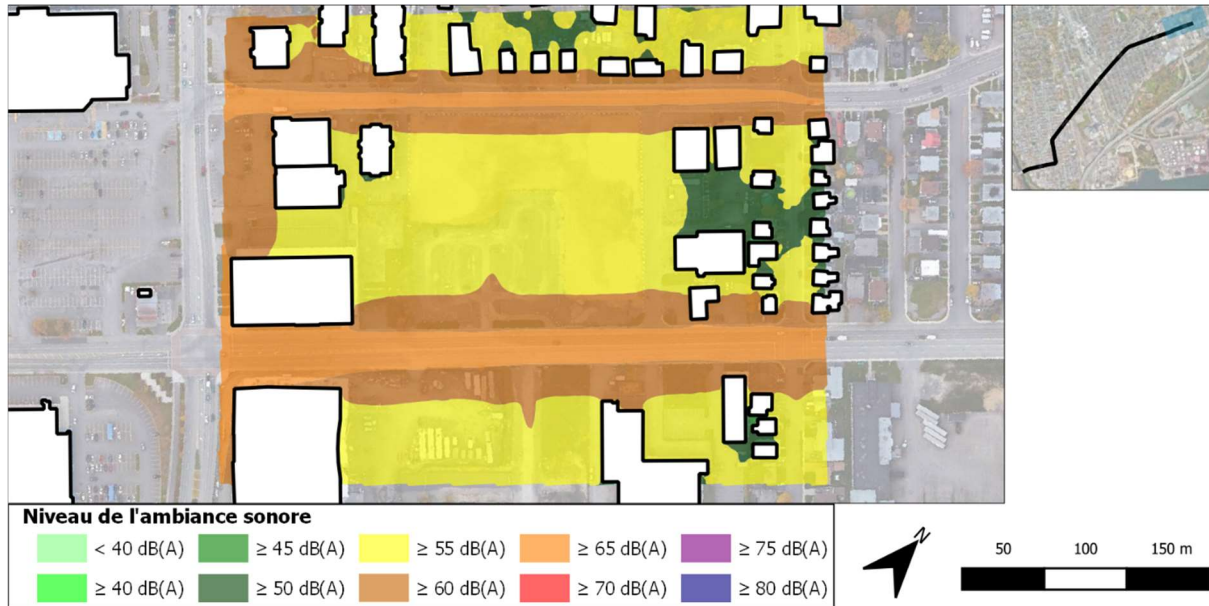 Niveau de l'ambiance sonore
< 40 dB(A) ≥ 45 dB(A) ≥ 55 dB(A) ≥ 65 dB(A) ≥ 75 dB(A)
≥ 40 dB(A) ≥ 50 dB(A) ≥ 60 dB(A) ≥ 70 dB(A) ≥ 80 dB(A)
N
50 100 150 m